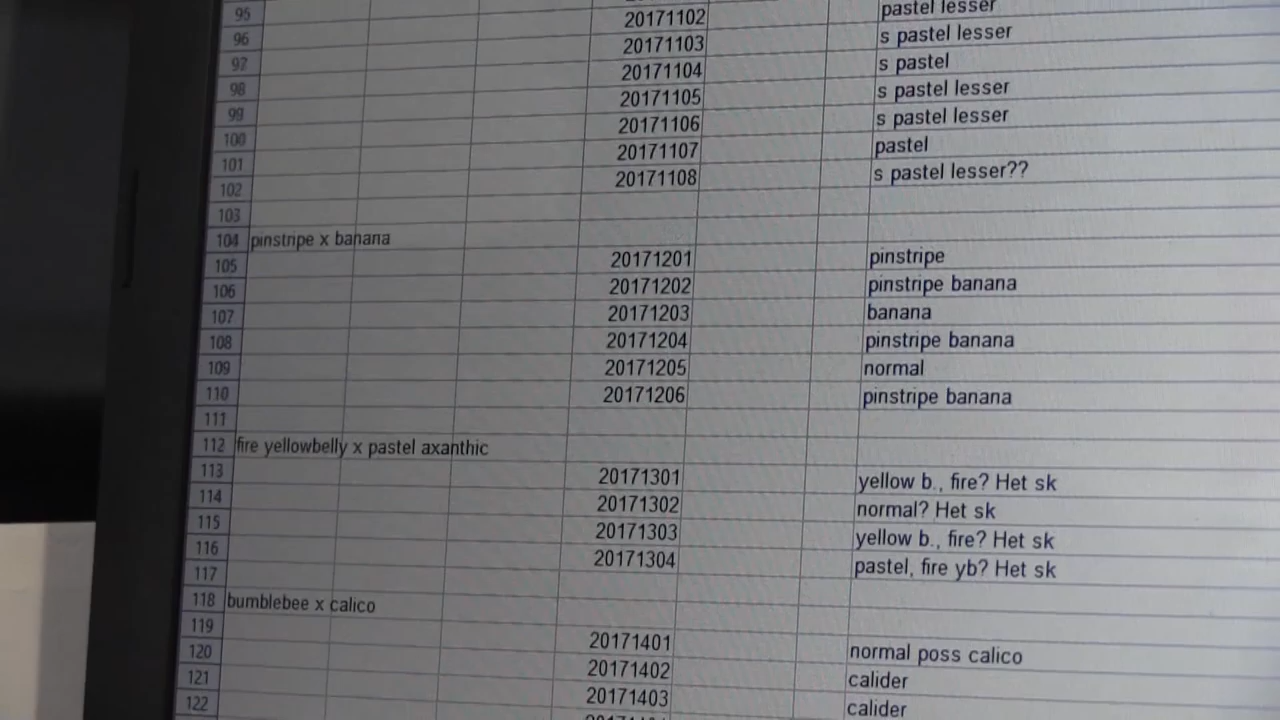 95 20171102 pastel lesser
96 20171103 s pastel lesser
97 20171104 s pastel
98 20171105 s pastel lesser
99 20171106 s pastel lesser
100 20171107 pastel
101 20171108 s pastel lesser??
102
103
104 pinstripe x banana
105 20171201 pinstripe
106 20171202 pinstripe banana
107 20171203 banana
108 20171204 pinstripe banana
109 20171205 normal
110 20171206 pinstripe banana
111
112 fire yellowbelly x pastel axanthic
113 20171301 yellow b., fire? Het sk
114 20171302 normal? Het sk
115 20171303 yellow b., fire? Het sk
116 20171304 pastel, fire yb? Het sk
117
118 bumblebee x calico
119
120 20171401 normal poss calico
121 20171402 calider
122 20171403 calider